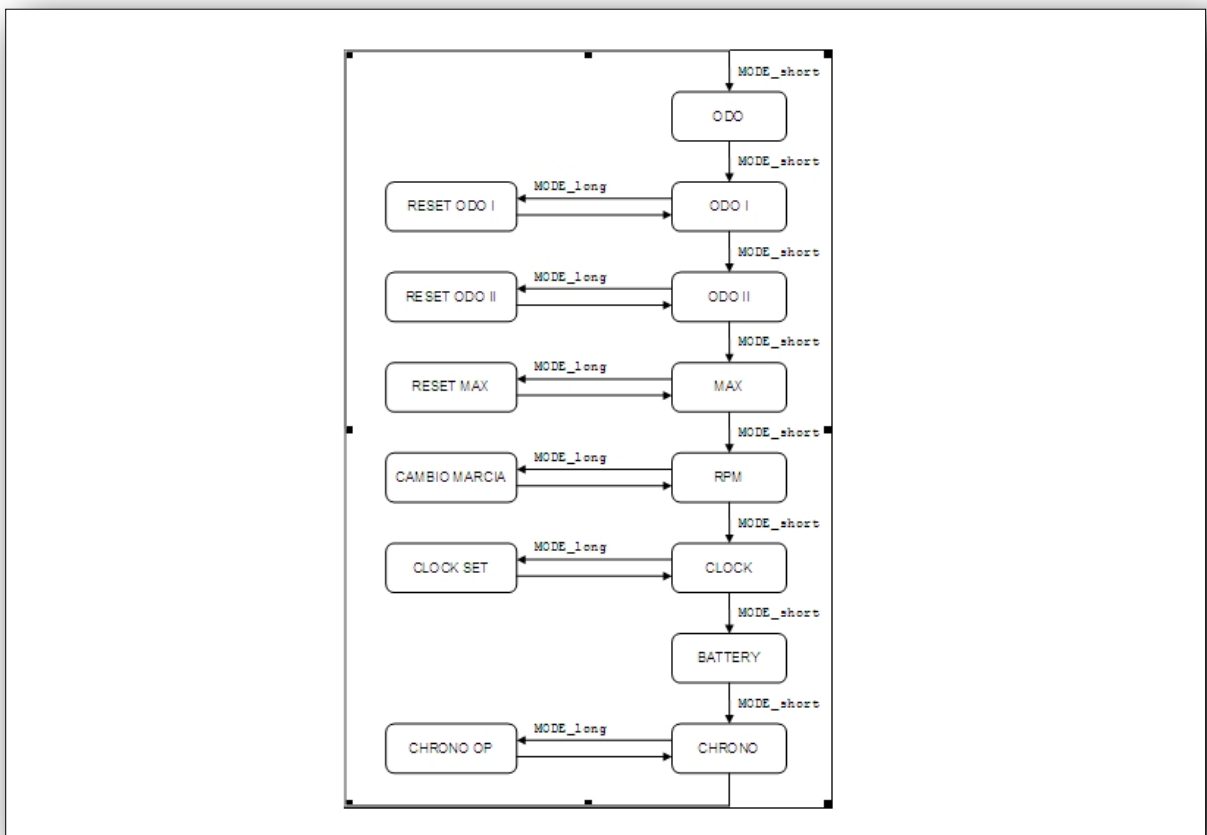 MODE_short
ODO
MODE_short
MODE_long
RESET ODO I
ODO I
MODE_short
MODE_long
RESET ODO II
ODO II
MODE_short
MODE_long
RESET MAX
MAX
MODE_short
MODE_long
CAMBIO MARCIA
RPM
MODE_short
MODE_long
CLOCK SET
CLOCK
MODE_short
BATTERY
MODE_short
MODE_long
CHRONO OP
CHRONO